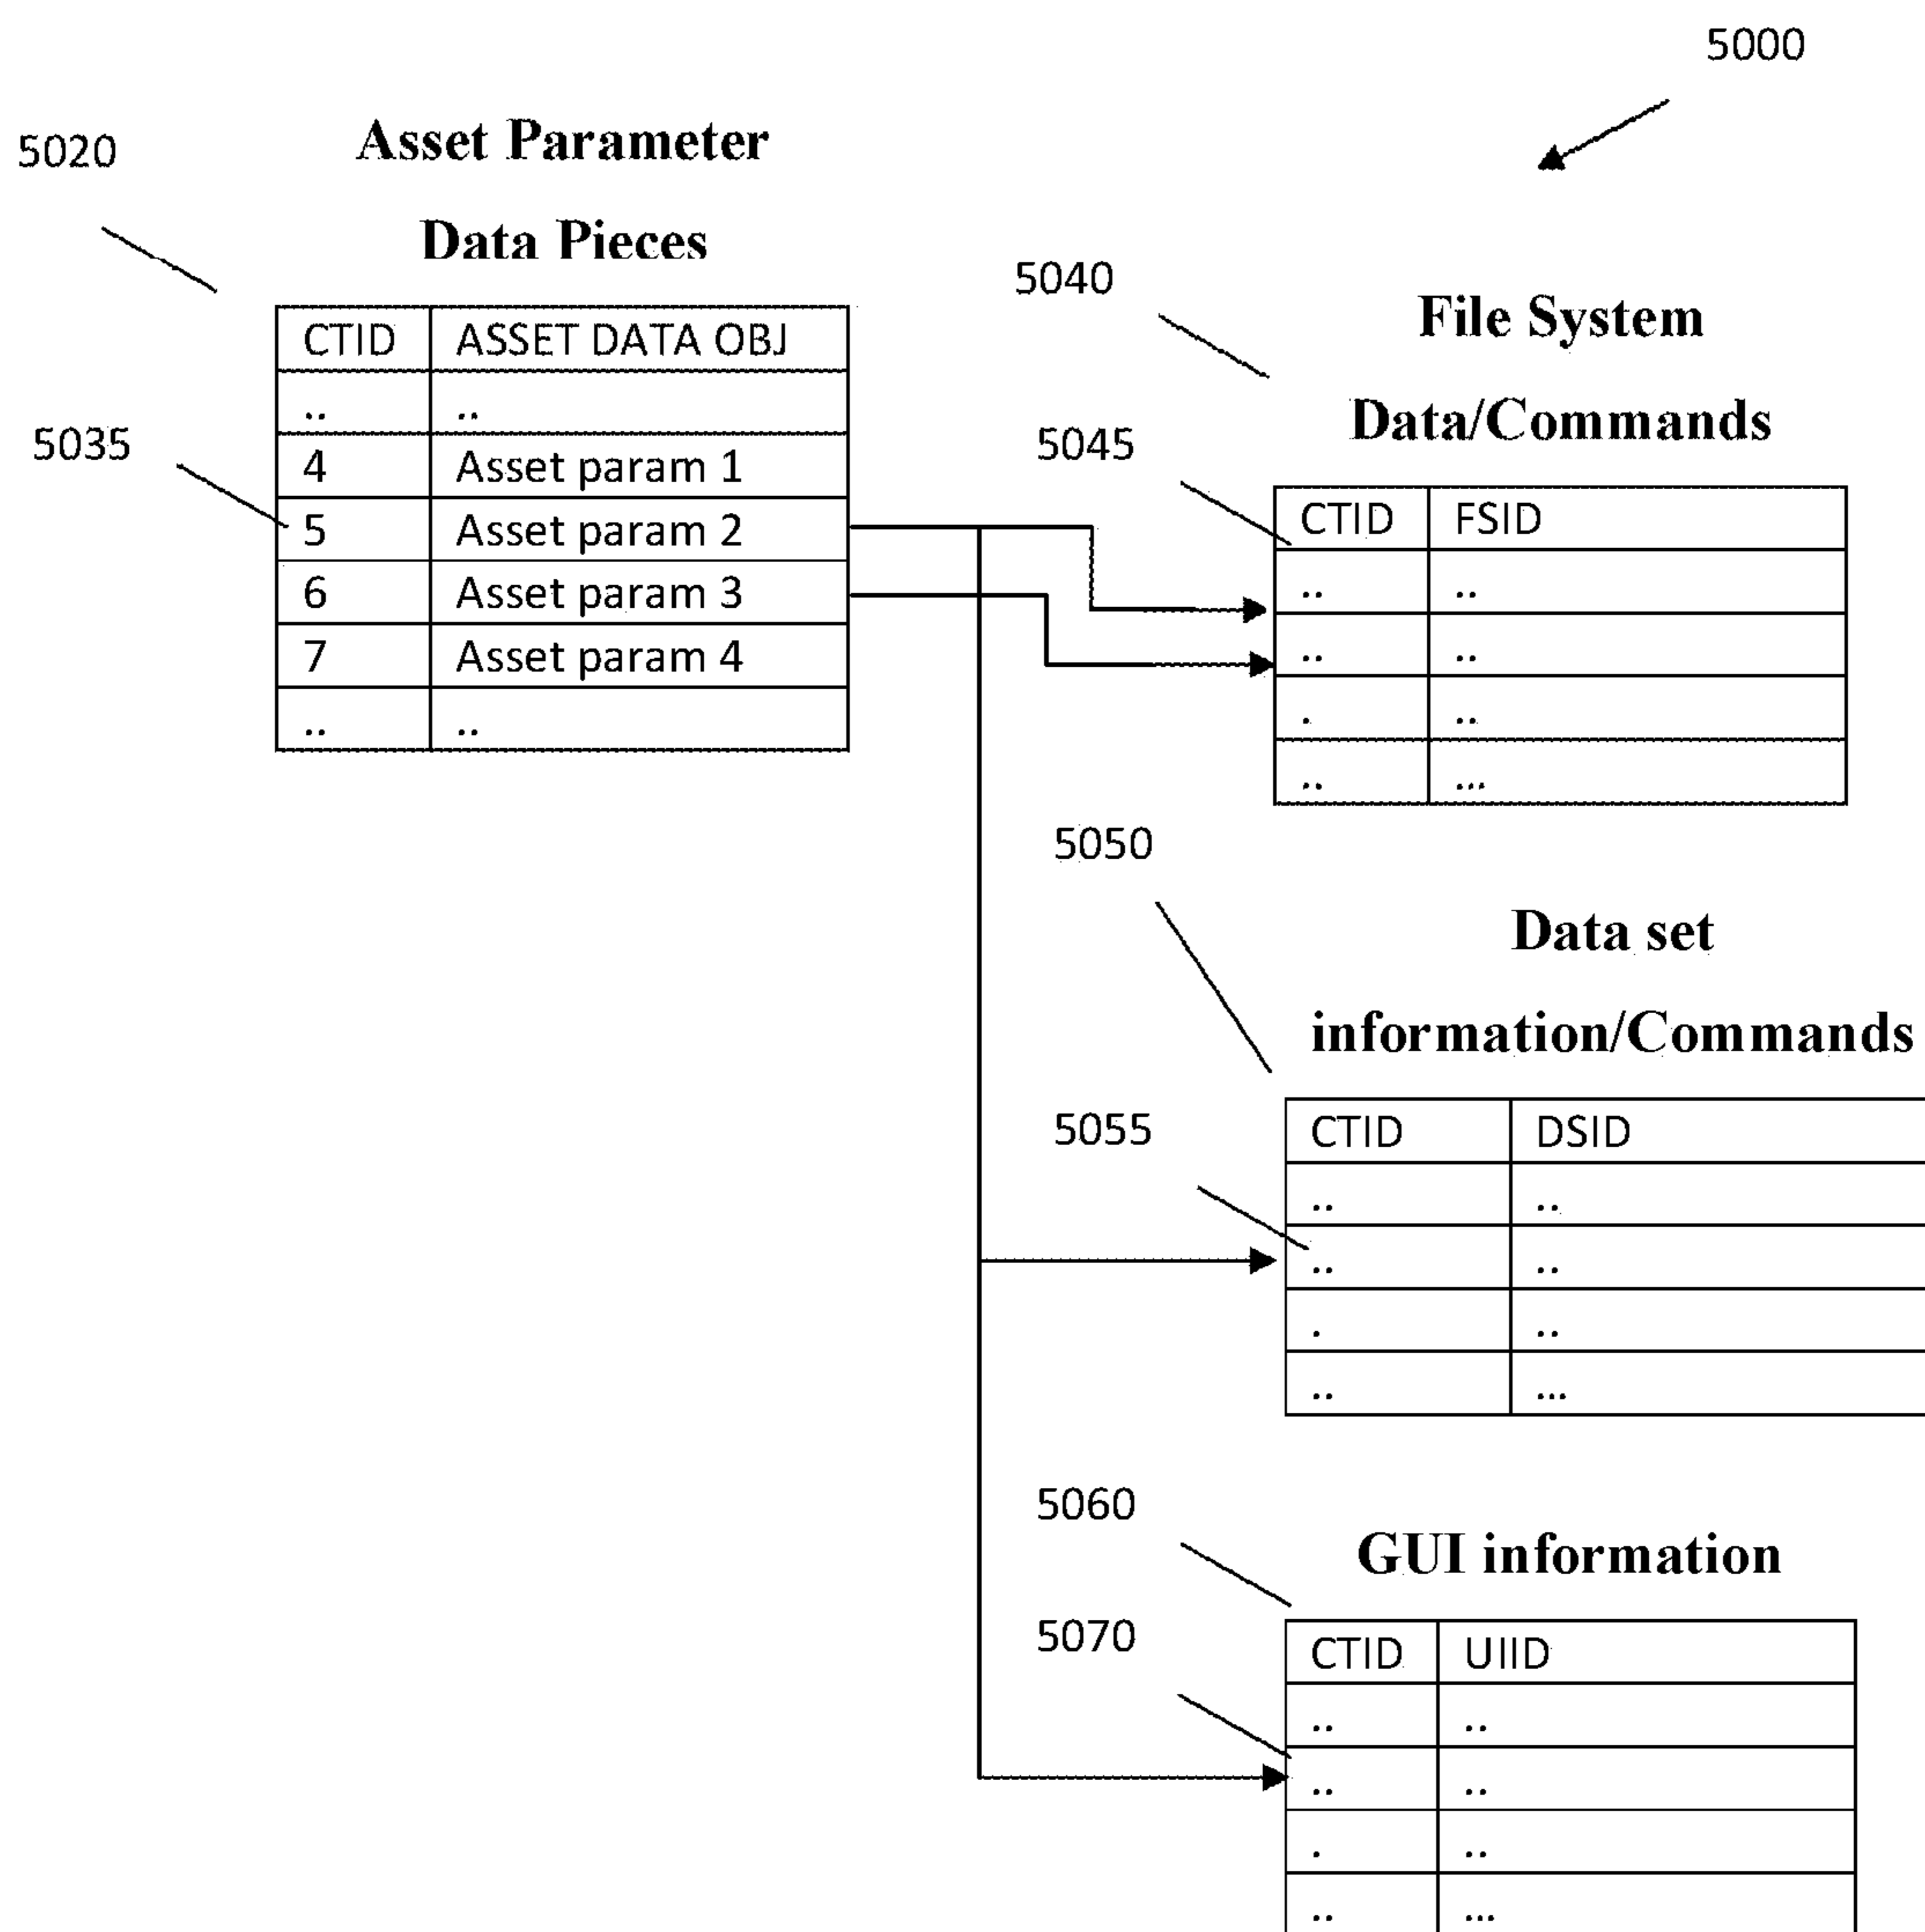 5000
5020
Asset Parameter
Data Pieces
CTID ASSET DATA OBJ
.. ..
4 Asset param 1
5035
5 Asset param 2
6 Asset param 3
7 Asset param 4
.. ..
5040
File System
Data/Commands
5045
CTID FSID
.. ..
.. ..
. ..
.. ...
5050
Data set
information/Commands
5055
CTID DSID
.. ..
.. ..
. ..
.. ...
5060
GUI information
5070
CTID UIID
.. ..
.. ..
. ..
.. ...